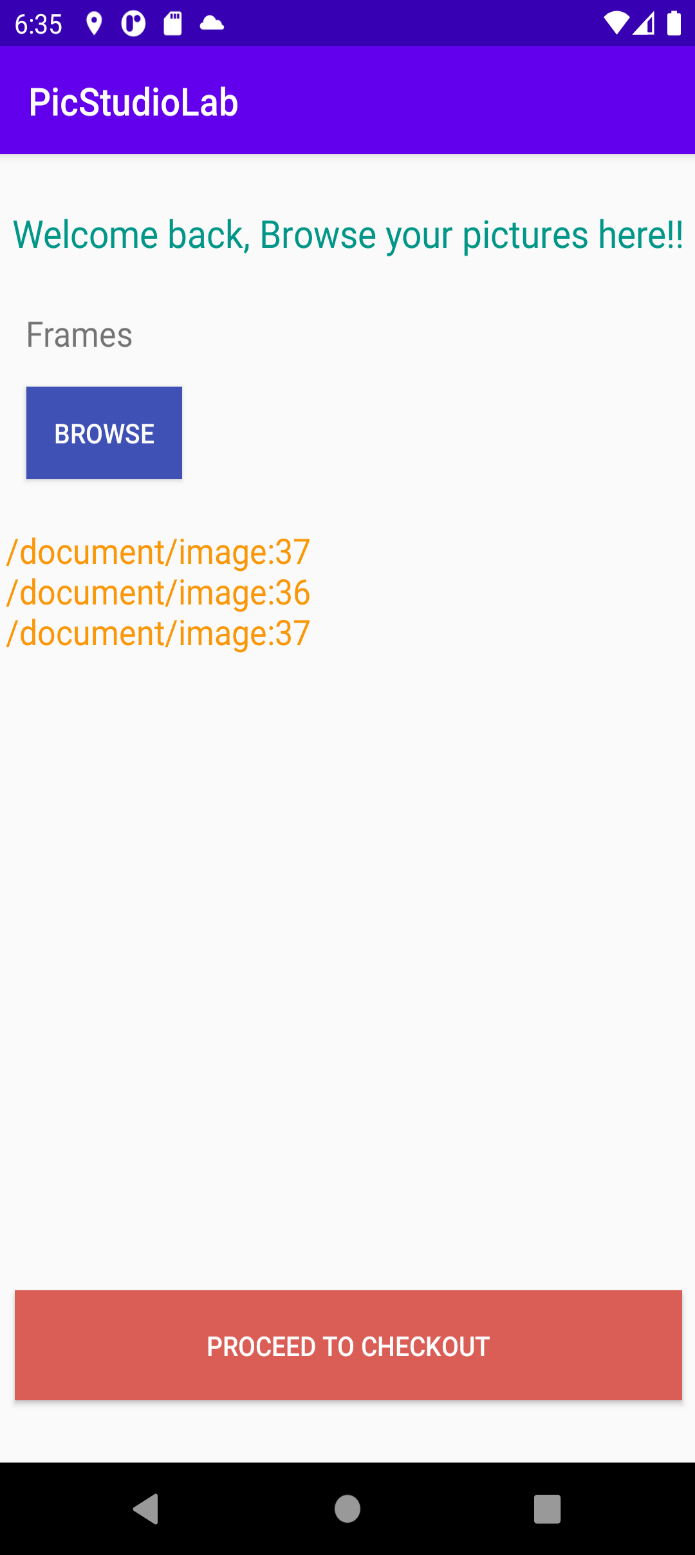 6:35
PicStudioLab
Welcome back, Browse your pictures here!!
Frames
BROWSE
/document/image:37
/document/image:36
/document/image:37
PROCEED TO CHECKOUT